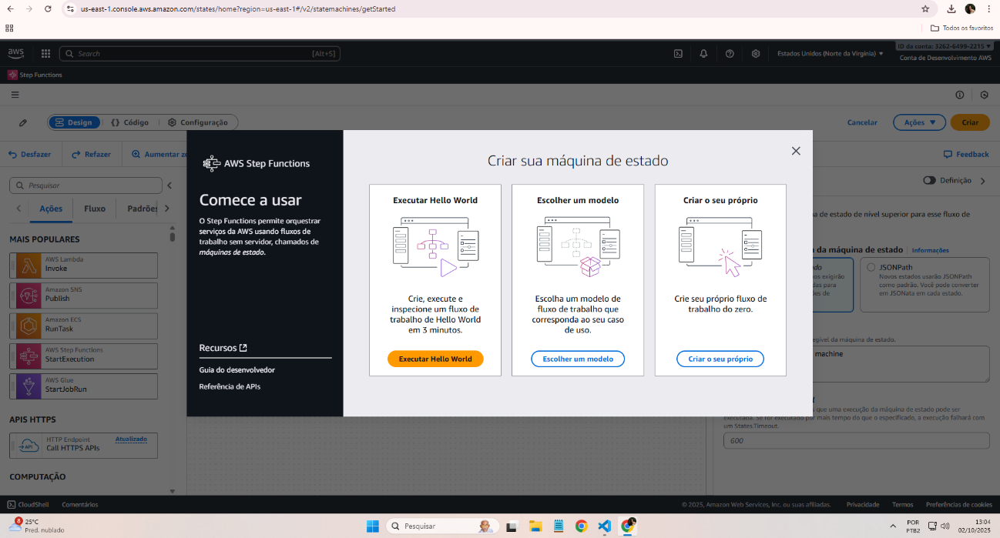 us-east-1.console.aws.amazon.com/states/home?region=us-east-1#/v2/statemachines/getStarted
Todos os favoritos
aws
Search
[Alt+S]
Estados Unidos (Norte da Virgínia) ▼
ID da conta: 3262-6499-2215 ▼
Conta de Desenvolvimento AWS
Step Functions
Design
{} Código
Configuração
Cancelar
Ações ▼
Criar
Desfazer
Refazer
Aumentar
Feedback
Pesquisar
Definição
Ações
Fluxo
Padrões
MAIS POPULARES
AWS Lambda
Invoke
Amazon SNS
Publish
Amazon ECS
RunTask
AWS Step Functions
StartExecution
AWS Glue
StartJobRun
APIS HTTPS
API
HTTP Endpoint
Atualizado
Call HTTPS APIs
COMPUTAÇÃO
AWS Step Functions
Comece a usar
O Step Functions permite orquestrar
serviços da AWS usando fluxos de
trabalho sem servidor, chamados de
máquinas de estado.
Recursos
Guia do desenvolvedor
Referência de APIs
Criar sua máquina de estado
Executar Hello World
Crie, execute e
inspecione um fluxo de
trabalho de Hello World
em 3 minutos.
Executar Hello World
Escolher um modelo
Escolha um modelo de
fluxo de trabalho que
corresponda ao seu caso
de uso.
Escolher um modelo
Criar o seu próprio
Crie seu próprio fluxo de
trabalho do zero.
Criar o seu próprio
de estado de nível superior para esse fluxo de
da máquina de estado
Informações
exigirão
para
de
JSONPath
Novos estados usarão JSONPath
como padrão. Você pode converter
em JSONata em cada estado.
da máquina de estado.
machine
que uma execução da máquina de estado pode ser
executada. Se for executado por mais tempo do que o especificado, a execução falhará com
um States.Timeout.
600
CloudShell
Comentários
© 2025, Amazon Web Services, Inc. ou suas afiliadas.
Privacidade
Termos
Preferências de cookies
8
25°C
Pred. nublado
Pesquisar
POR
PTB2
13:04
02/10/2025